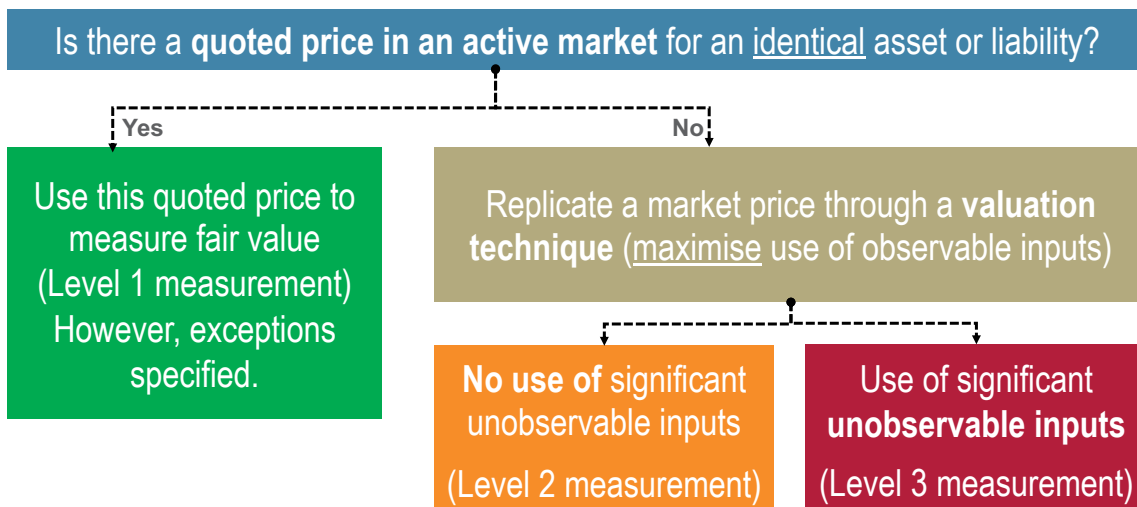 Is there a quoted price in an active market for an identical asset or liability?
Yes
No
Use this quoted price to
measure fair value
(Level 1 measurement)
However, exceptions
specified.
Replicate a market price through a valuation
technique (maximise use of observable inputs)
No use of significant
unobservable inputs
(Level 2 measurement)
Use of significant
unobservable inputs
(Level 3 measurement)